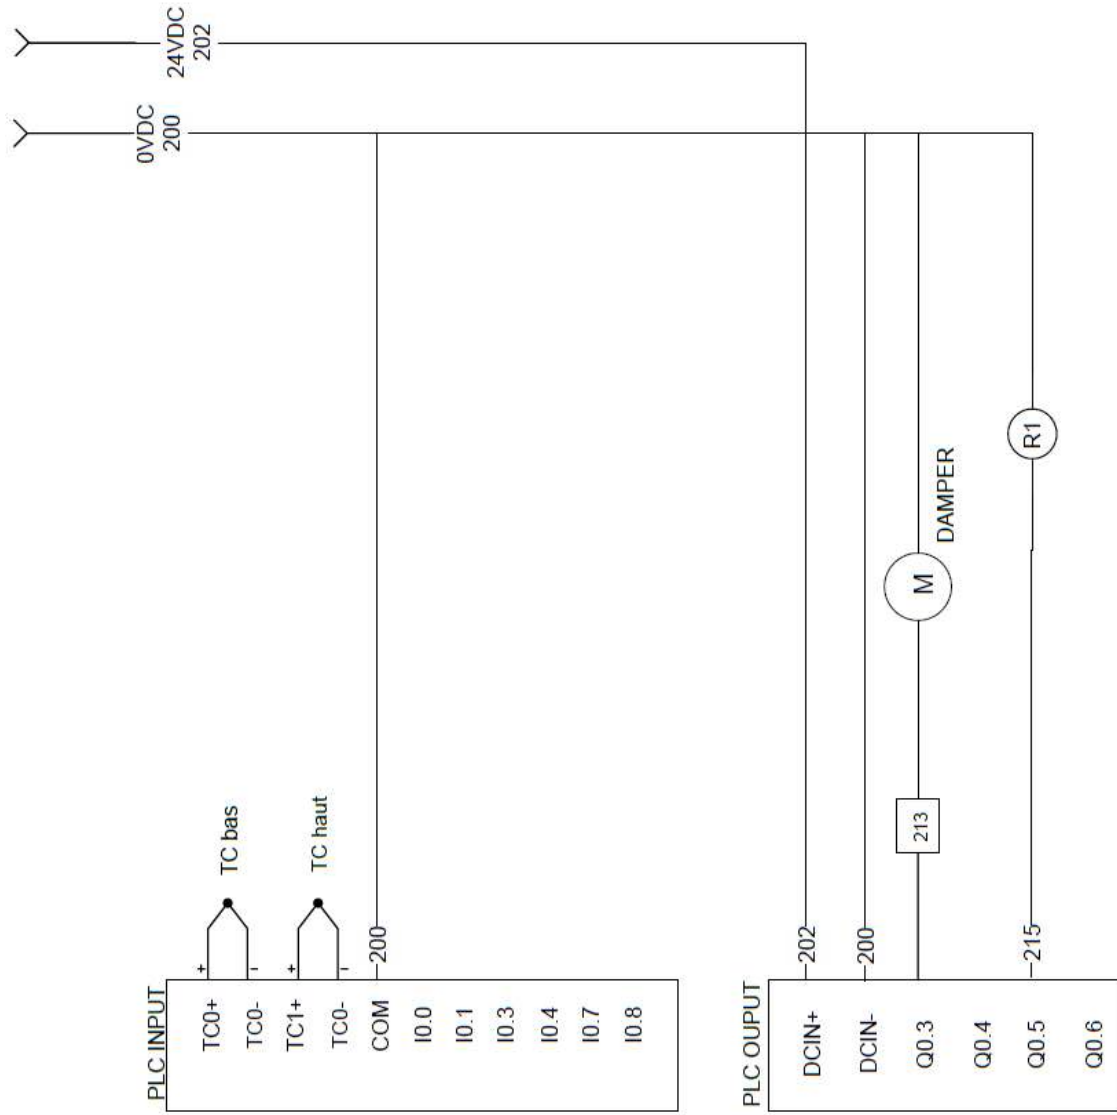 24VDC
202
0VDC
200
PLC INPUT
TC0+
+
TC0-
-
TC bas
TC1+
+
TC0-
-
TC haut
COM
200
I0.0
I0.1
I0.3
I0.4
I0.7
I0.8
PLC OUPUT
DCIN+
202
DCIN-
200
Q0.3
213
M
DAMPER
Q0.4
Q0.5
215
R1
Q0.6